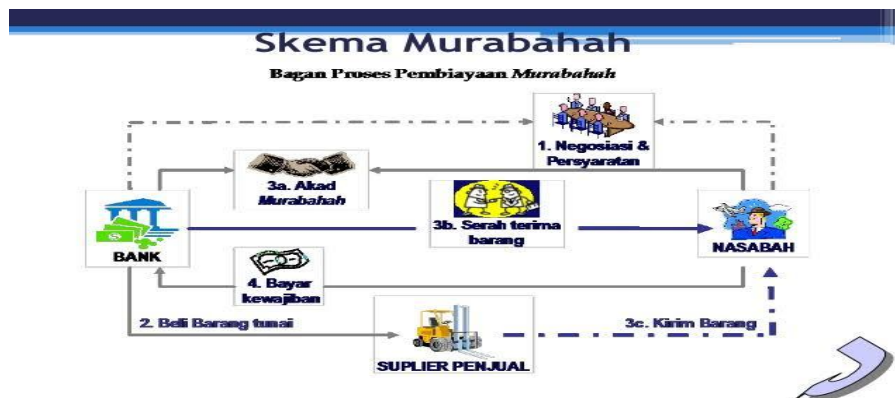 Skema Murabahah
Bagan Proses Pembiayaan Murabahah
1. Negosiasi &
Persyaratan
3a. Akad
Murabahah
3b. Serah terima
barang
BANK
NASABAH
4. Bayar
kewajiban
2. Beli Barang tunai
3c. Kirim Barang
SUPLIER PENJUAL